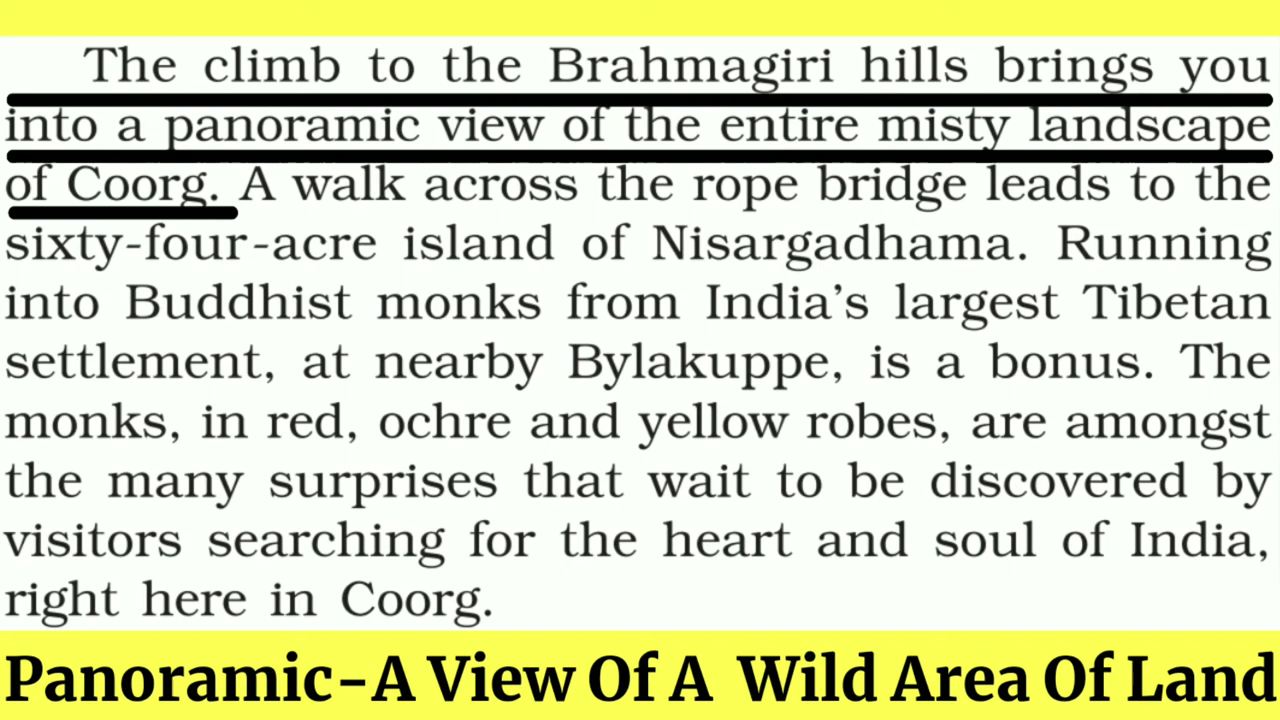 The climb to the Brahmagiri hills brings you
into a panoramic view of the entire misty landscape
of Coorg. A walk across the rope bridge leads to the
sixty-four-acre island of Nisargadhama. Running
into Buddhist monks from India’s largest Tibetan
settlement, at nearby Bylakuppe, is a bonus. The
monks, in red, ochre and yellow robes, are amongst
the many surprises that wait to be discovered by
visitors searching for the heart and soul of India,
right here in Coorg.
Panoramic-A View Of A Wild Area Of Land